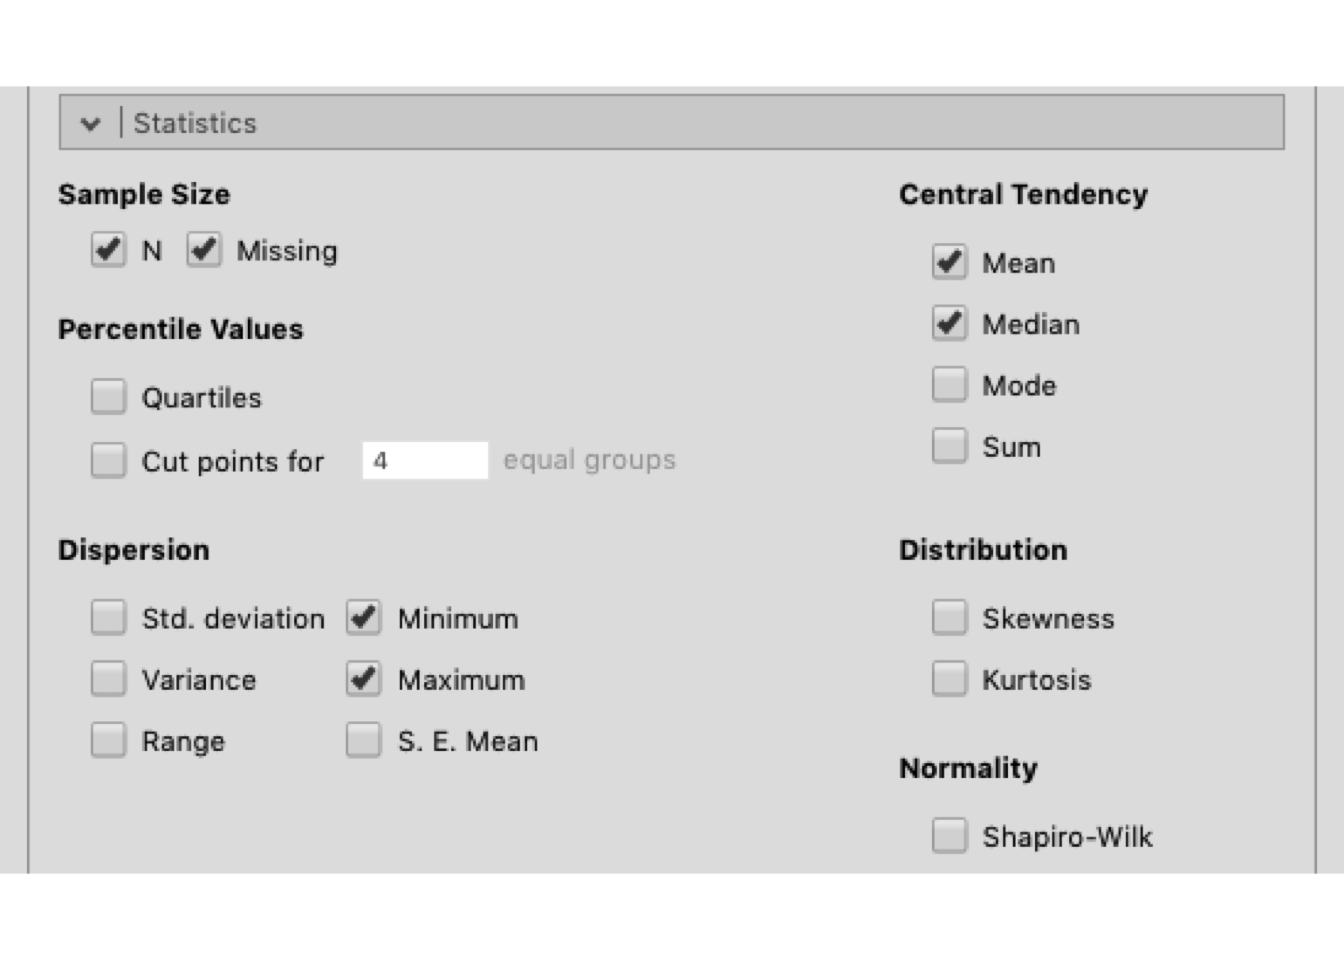 Statistics
Sample Size
N Missing
Percentile Values
Quartiles
Cut points for 4 equal groups
Dispersion
Std. deviation Minimum
Variance Maximum
Range S. E. Mean
Central Tendency
Mean
Median
Mode
Sum
Distribution
Skewness
Kurtosis
Normality
Shapiro-Wilk